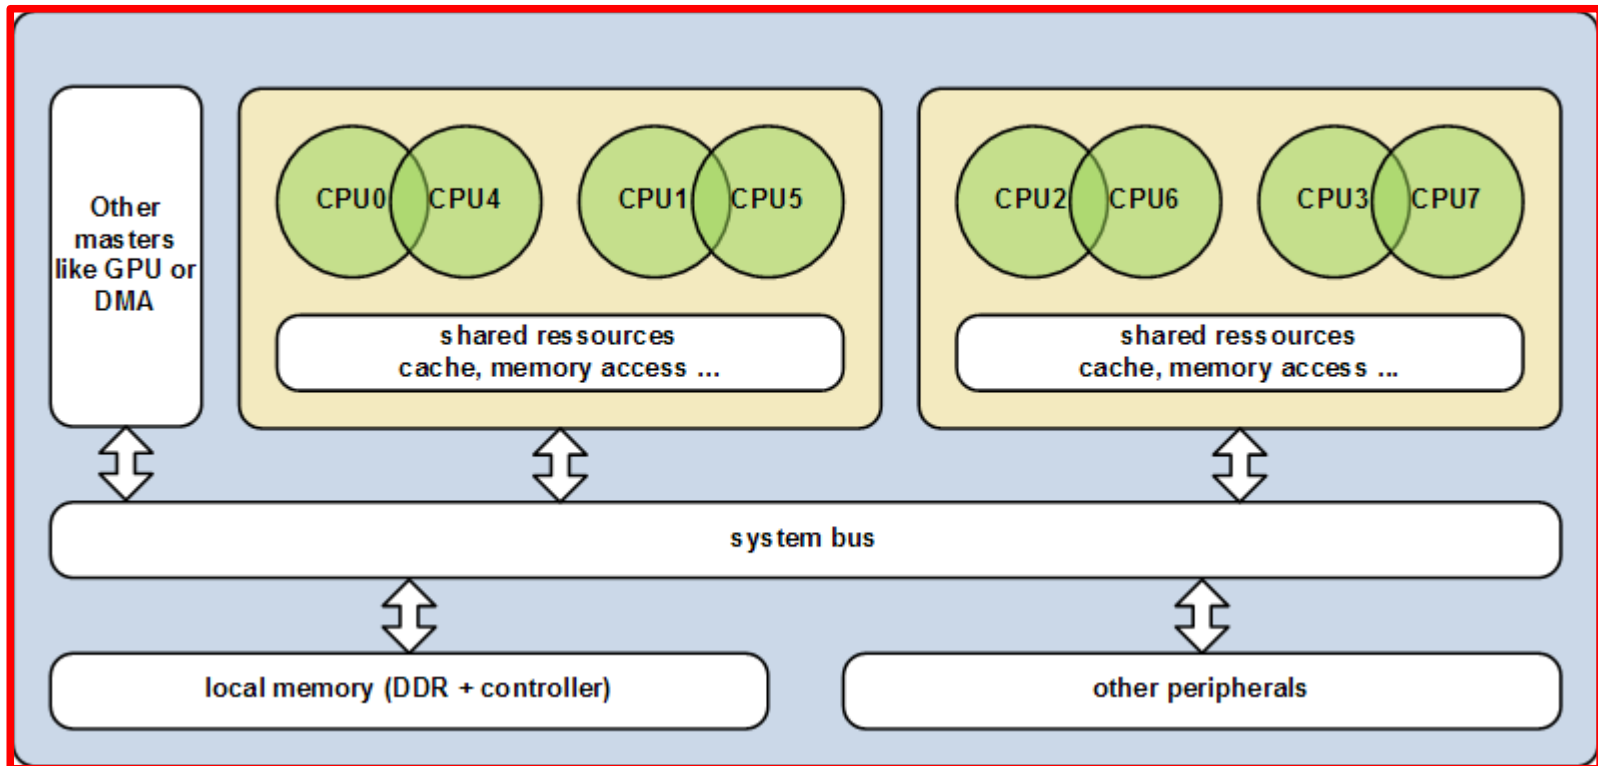 Other
masters
like GPU or
DMA
CPU0 CPU4 CPU1 CPU5
shared ressources
cache, memory access ...
CPU2 CPU6 CPU3 CPU7
shared ressources
cache, memory access ...
system bus
local memory (DDR + controller)
other peripherals